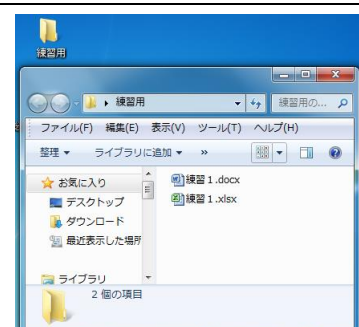 練習用
練習用
練習用の...
ファイル(F) 編集(E) 表示(V) ツール(T) ヘルプ(H)
整理 ライブラリに追加 »
お気に入り
デスクトップ
ダウンロード
最近表示した場所
ライブラリ
練習１.docx
練習１.xlsx
2 個の項目